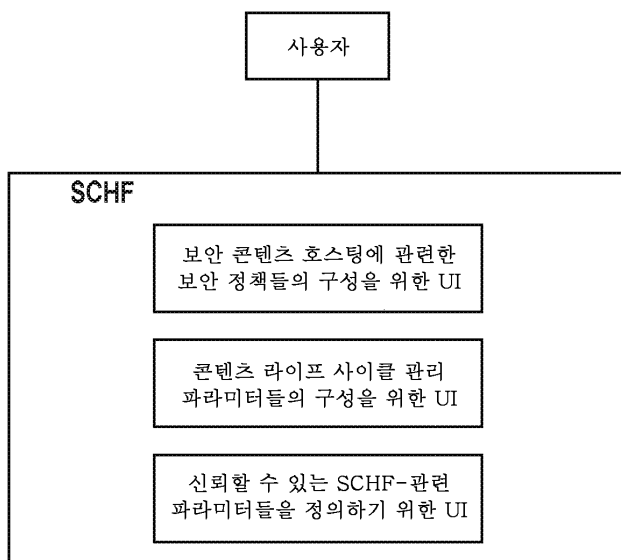 사용자
SCHF
보안 콘텐츠 호스팅에 관련한
보안 정책들의 구성을 위한 UI
콘텐츠 라이프 사이클 관리
파라미터들의 구성을 위한 UI
신뢰할 수 있는 SCHF-관련
파라미터들을 정의하기 위한 UI